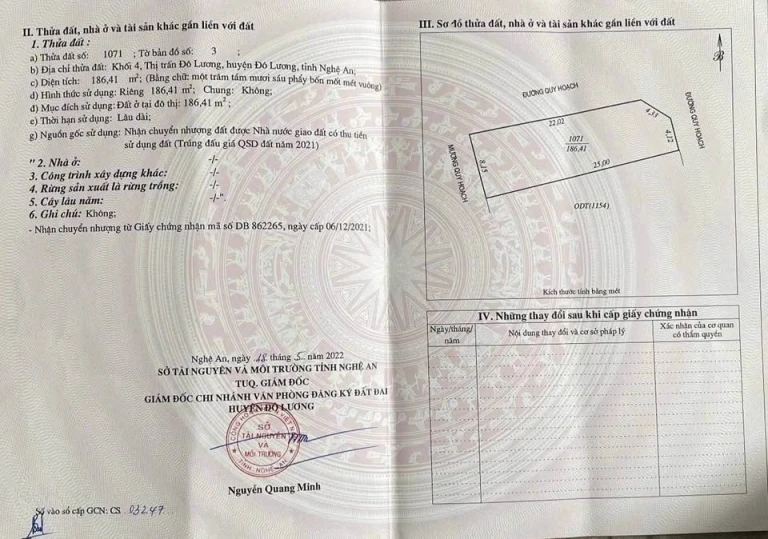 II. Thửa đất, nhà ở và tài sản khác gắn liền với đất
1. Thửa đất :
a) Thửa đất số: 1071 ; Tờ bản đồ số: 3 ;
b) Địa chỉ thửa đất: Khối 4, Thị trấn Đô Lương, huyện Đô Lương, tỉnh Nghệ An;
c) Diện tích: 186,41 m²; (Bằng chữ: một trăm tám mươi sáu phẩy bốn mốt mét vuông)
d) Hình thức sử dụng: Riêng 186,41 m²; Chung: Không;
đ) Mục đích sử dụng: Đất ở tại đô thị: 186,41 m²;
e) Thời hạn sử dụng: Lâu dài;
g) Nguồn gốc sử dụng: Nhận chuyển nhượng đất được Nhà nước giao đất có thu tiền
sử dụng đất (Trúng đấu giá QSD đất năm 2021)
" 2. Nhà ở: -/-
3. Công trình xây dựng khác: -/-
4. Rừng sản xuất là rừng trồng: -/-
5. Cây lâu năm: -/-".
6. Ghi chú: Không;
- Nhận chuyển nhượng từ Giấy chứng nhận mã số DB 862265, ngày cấp 06/12/2021;
Nghệ An, ngày 18 tháng 5 năm 2022
SỞ TÀI NGUYÊN VÀ MÔI TRƯỜNG TỈNH NGHỆ AN
TUQ. GIÁM ĐỐC
GIÁM ĐỐC CHI NHÁNH VĂN PHÒNG ĐĂNG KÝ ĐẤT ĐAI
HUYỆN ĐÔ LƯƠNG
SỞ
TÀI NGUYÊN
VÀ
MÔI TRƯỜNG
TỈNH NGHỆ AN
Nguyễn Quang Minh
Số vào sổ cấp GCN: CS 03247
III. Sơ đồ thửa đất, nhà ở và tài sản khác gắn liền với đất
B
ĐƯỜNG QUY HOẠCH
ĐƯỜNG QUY HOẠCH
MƯƠNG QUY HOẠCH
22,02
4,33
4,72
8,15
25,00
1071
186,41
ODT(1154)
Kích thước tính bằng mét
IV. Những thay đổi sau khi cấp giấy chứng nhận
Ngày/tháng/
năm
Nội dung thay đổi và cơ sở pháp lý
Xác nhận của cơ quan
có thẩm quyền